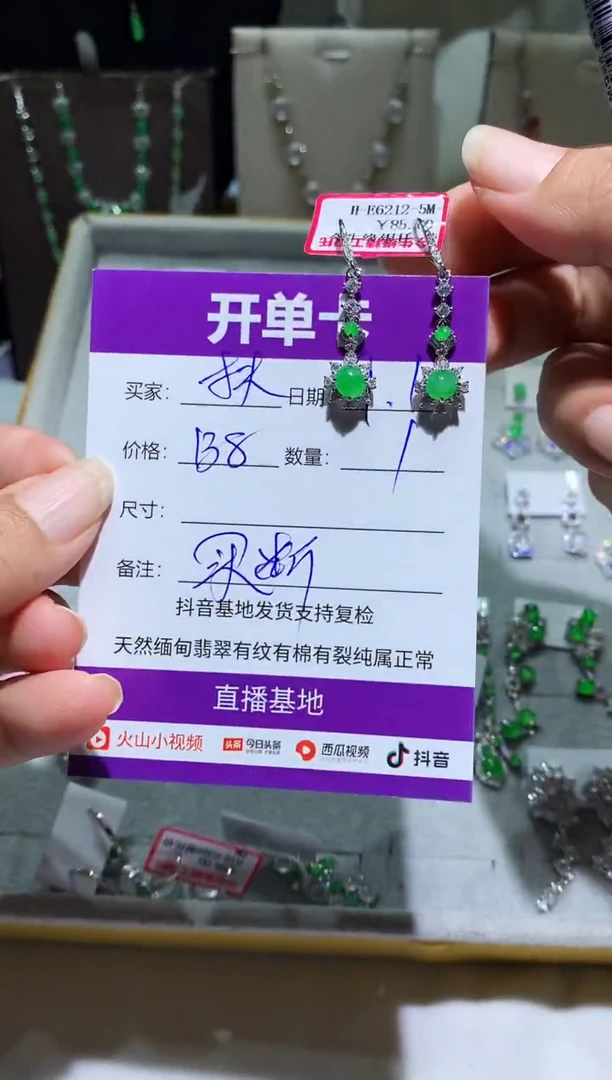 H-E6212-5M
开单卡
买家: 日期
价格: 138 数量: 1
尺寸:
备注: 买断
抖音基地发货支持复检
天然缅甸翡翠有纹有棉有裂纯属正常
直播基地
火山小视频 头条 今日头条 西瓜视频 抖音